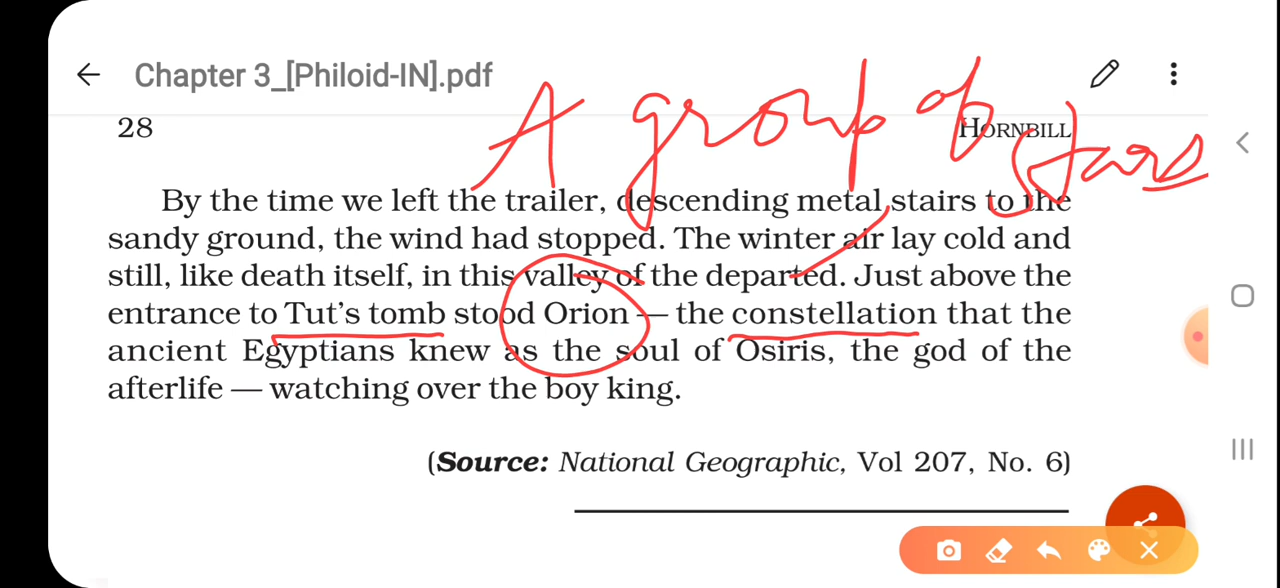 Chapter 3_[Philoid-IN].pdf
A group of stars
28 HORNBILL
By the time we left the trailer, descending metal stairs to the
sandy ground, the wind had stopped. The winter air lay cold and
still, like death itself, in this valley of the departed. Just above the
entrance to Tut's tomb stood Orion — the constellation that the
ancient Egyptians knew as the soul of Osiris, the god of the
afterlife — watching over the boy king.
(Source: National Geographic, Vol 207, No. 6)